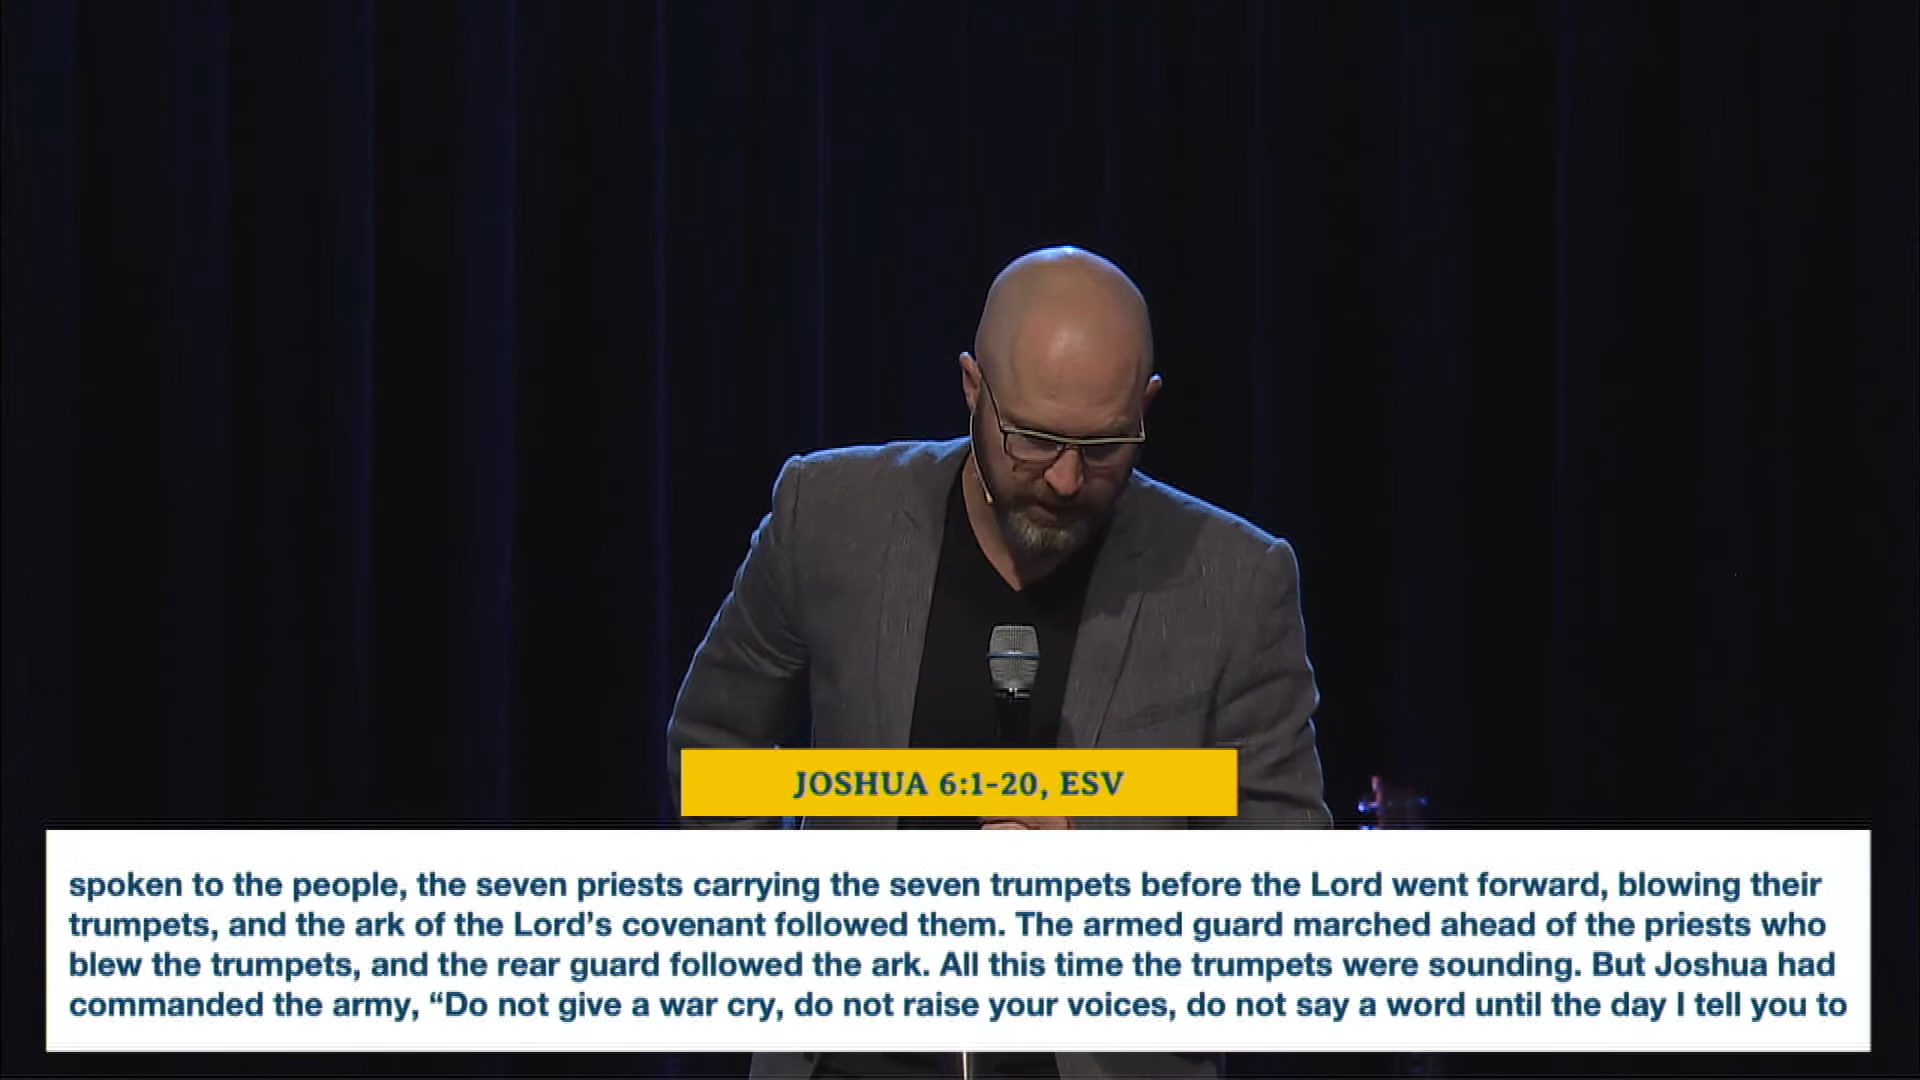 JOSHUA 6:1-20, ESV
spoken to the people, the seven priests carrying the seven trumpets before the Lord went forward, blowing their
trumpets, and the ark of the Lord’s covenant followed them. The armed guard marched ahead of the priests who
blew the trumpets, and the rear guard followed the ark. All this time the trumpets were sounding. But Joshua had
commanded the army, “Do not give a war cry, do not raise your voices, do not say a word until the day I tell you to